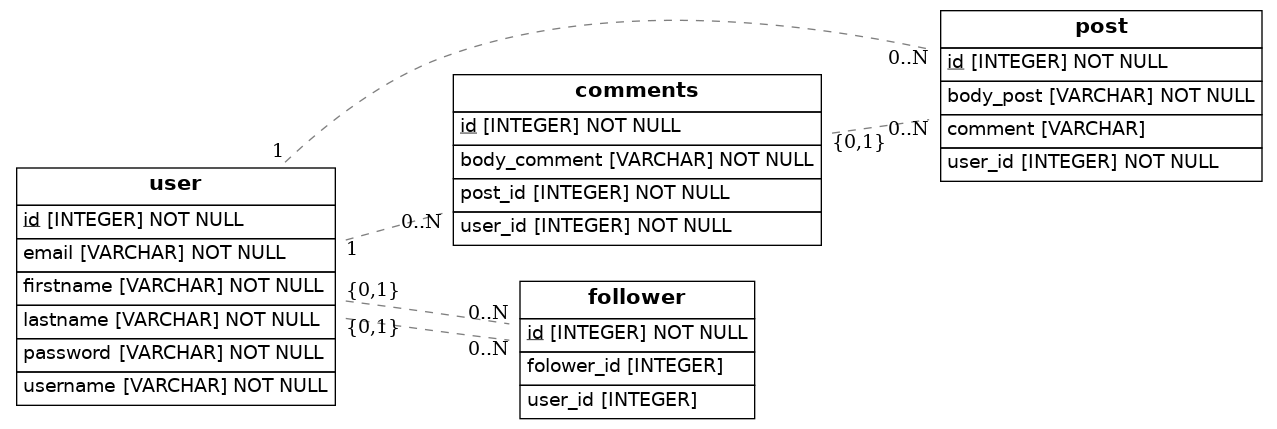 post
id [INTEGER] NOT NULL
body_post [VARCHAR] NOT NULL
comment [VARCHAR]
user_id [INTEGER] NOT NULL
0..N
0..N
comments
id [INTEGER] NOT NULL
body_comment [VARCHAR] NOT NULL
post_id [INTEGER] NOT NULL
user_id [INTEGER] NOT NULL
{0,1}
0..N
1
user
id [INTEGER] NOT NULL
email [VARCHAR] NOT NULL
firstname [VARCHAR] NOT NULL
lastname [VARCHAR] NOT NULL
password [VARCHAR] NOT NULL
username [VARCHAR] NOT NULL
1
{0,1}
{0,1}
0..N
0..N
follower
id [INTEGER] NOT NULL
folower_id [INTEGER]
user_id [INTEGER]